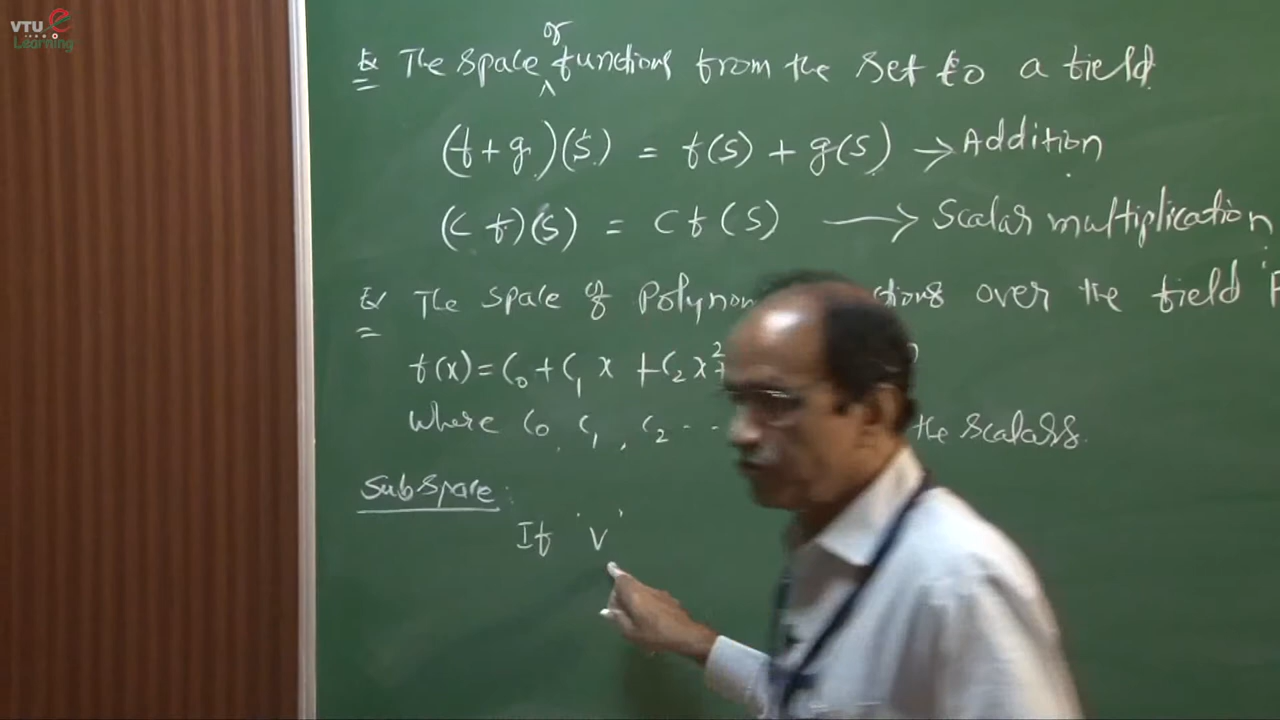 VTU e
Learning
Ex The space of functions from the set to a field
(f+g)(s) = f(s) + g(s) → Addition
(c f)(s) = c f(s) → Scalar multiplication
Ex The space of Polynom ctions over the field F
f(x) = C0 + C1 x + C2 x²+
Where C0, C1, C2 -- the scalars.
Subspace:
If 'V'